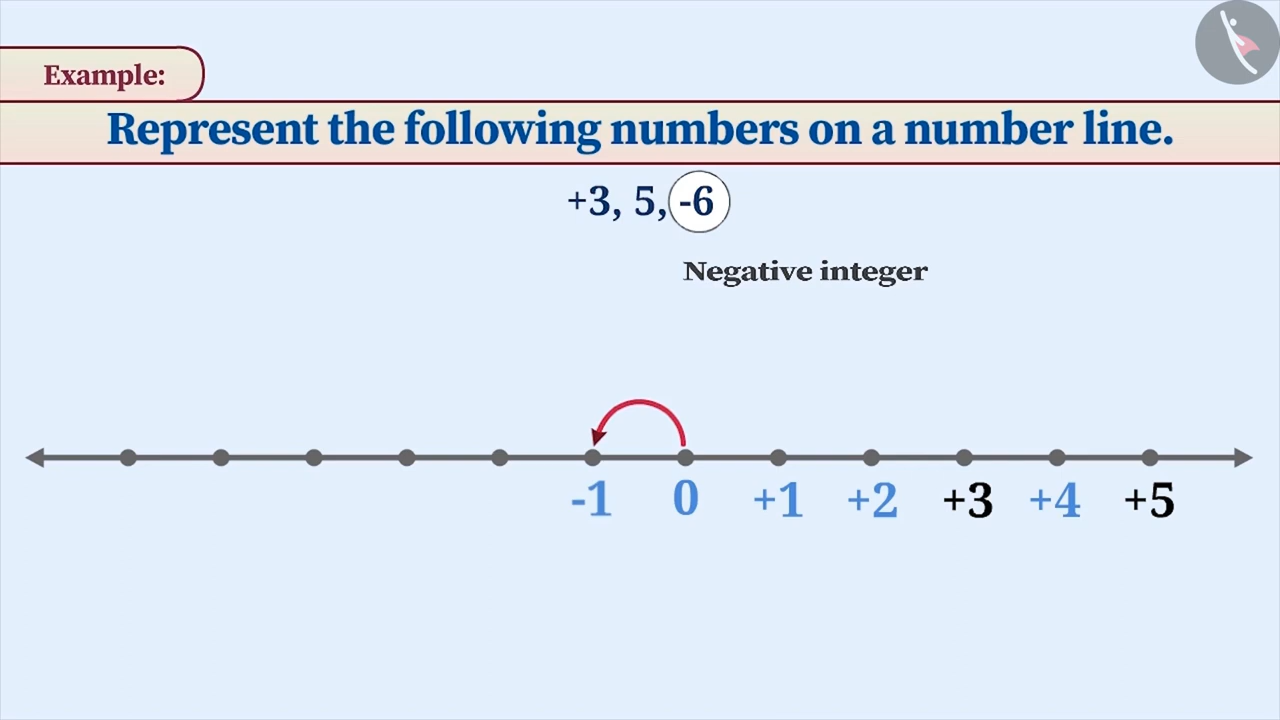 Example:
Represent the following numbers on a number line.
+3, 5, -6
Negative integer
-1 0 +1 +2 +3 +4 +5